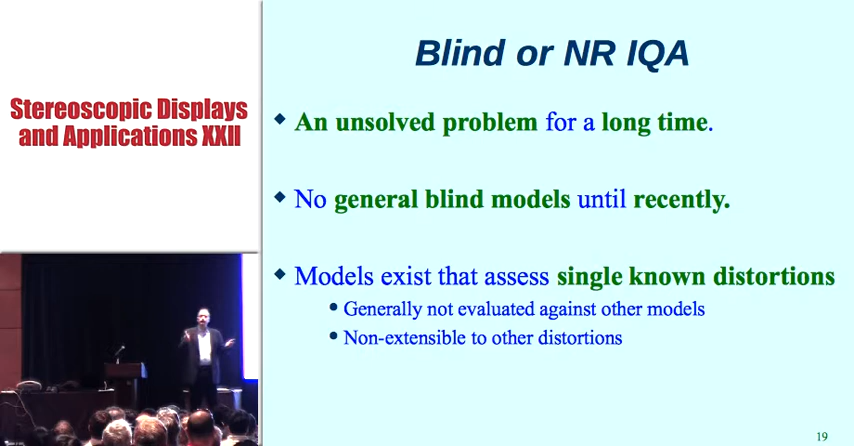 Stereoscopic Displays
and Applications XXII
Blind or NR IQA
An unsolved problem for a long time.
No general blind models until recently.
Models exist that assess single known distortions
Generally not evaluated against other models
Non-extensible to other distortions
19